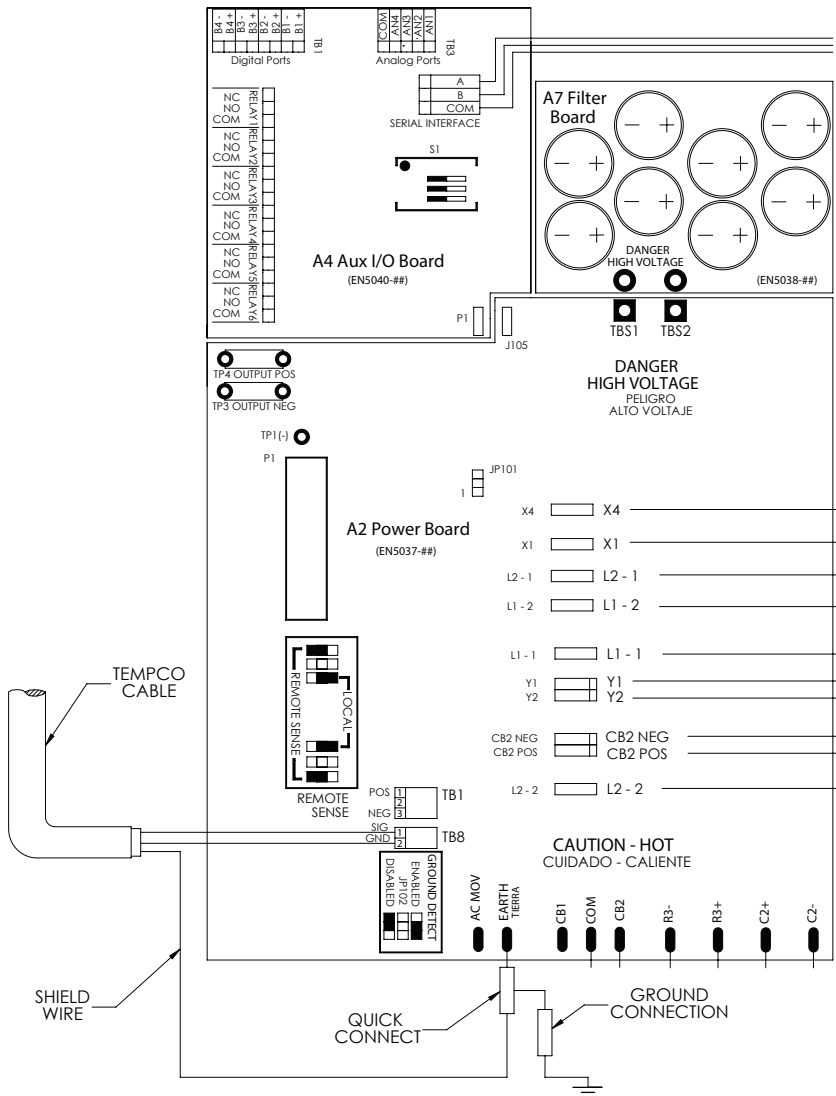 B4 -
B4 +
B3 -
B3 +
B2 -
B2 +
B1 -
B1 +
TB1
Digital Ports
COM
AN4
AN3
AN2
AN1
TB3
Analog Ports
A
B
COM
SERIAL INTERFACE
S1
NC
NO
COM
RELAY1
NC
NO
COM
RELAY2
NC
NO
COM
RELAY3
NC
NO
COM
RELAY4
NC
NO
COM
RELAY5
NC
NO
COM
RELAY6
A4 Aux I/O Board
(EN5040-##)
A7 Filter
Board
− +
− +
− +
− +
− +
− +
− +
− +
DANGER
HIGH VOLTAGE
(EN5038-##)
P1
J105
TBS1
TBS2
DANGER
HIGH VOLTAGE
PELIGRO
ALTO VOLTAJE
TP4 OUTPUT POS
TP3 OUTPUT NEG
TP1(-)
P1
JP101
1
A2 Power Board
(EN5037-##)
X4 X4
X1 X1
L2 - 1 L2 - 1
L1 - 2 L1 - 2
L1 - 1 L1 - 1
Y1 Y1
Y2 Y2
CB2 NEG CB2 NEG
CB2 POS CB2 POS
L2 - 2 L2 - 2
TEMPCO
CABLE
REMOTE SENSE
LOCAL
REMOTE
SENSE
POS 1 TB1
2
NEG 3
SIG 1 TB8
GND 2
GROUND DETECT
ENABLED
JP102
DISABLED
CAUTION - HOT
CUIDADO - CALIENTE
AC MOV
EARTH
TIERRA
CB1
COM
CB2
R3-
R3+
C2+
C2-
SHIELD
WIRE
QUICK
CONNECT
GROUND
CONNECTION